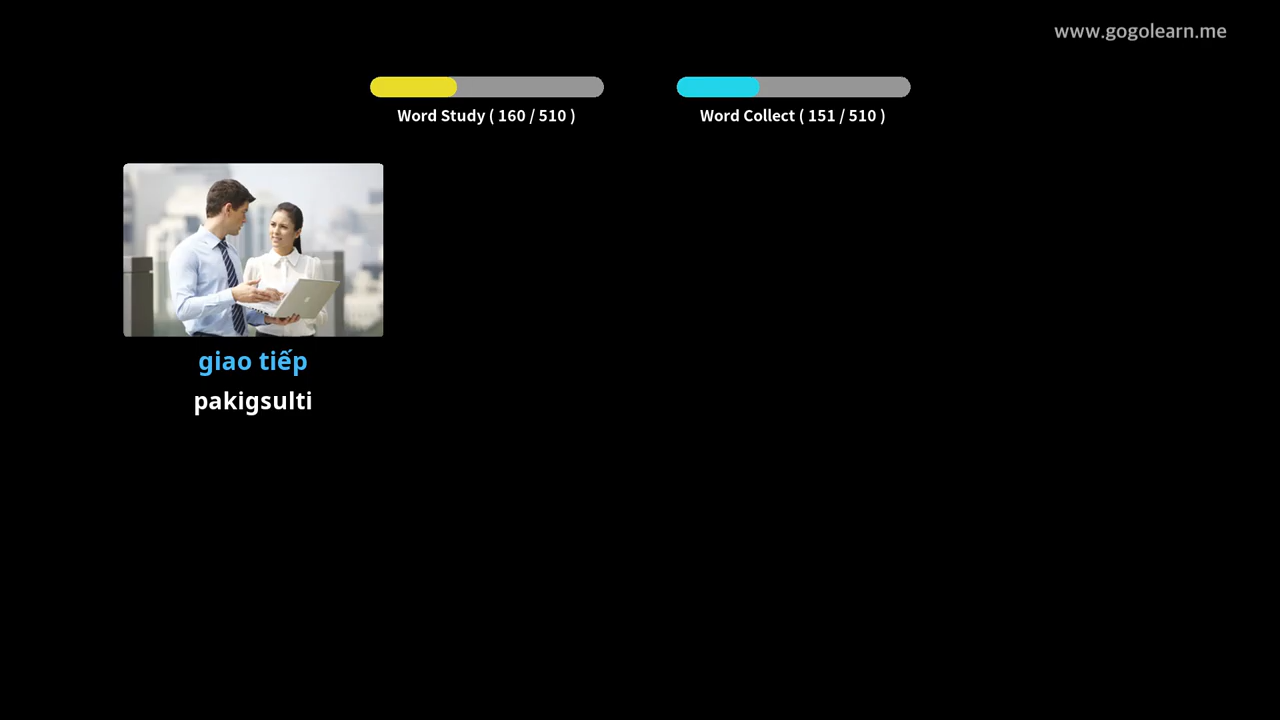 www.gogolearn.me
Word Study ( 160 / 510 )
Word Collect ( 151 / 510 )
giao tiếp
pakigsulti